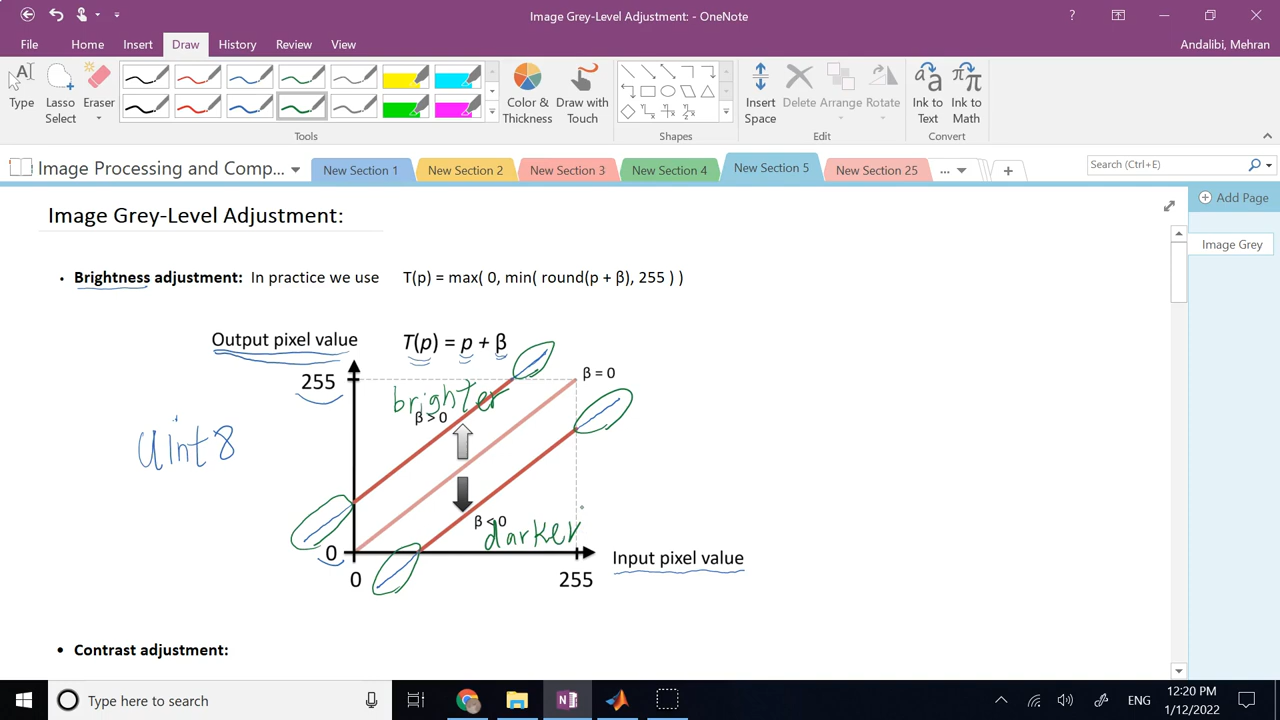 Image Grey-Level Adjustment: - OneNote
?
File Home Insert Draw History Review View
Andalibi, Mehran
Type Lasso Select Eraser
Color & Thickness Draw with Touch
Insert Space Delete Arrange Rotate
Ink to Text Ink to Math
Tools Shapes Edit Convert
Image Processing and Comp... New Section 1 New Section 2 New Section 3 New Section 4 New Section 5 New Section 25 ...
Search (Ctrl+E)
Add Page
Image Grey
Image Grey-Level Adjustment:
• Brightness adjustment: In practice we use T(p) = max( 0, min( round(p + β), 255 ) )
Output pixel value T(p) = p + β
255
β = 0
brighter
β > 0
uint8
β < 0
darker
0
Input pixel value
0 255
• Contrast adjustment:
Type here to search
ENG
12:20 PM
1/12/2022